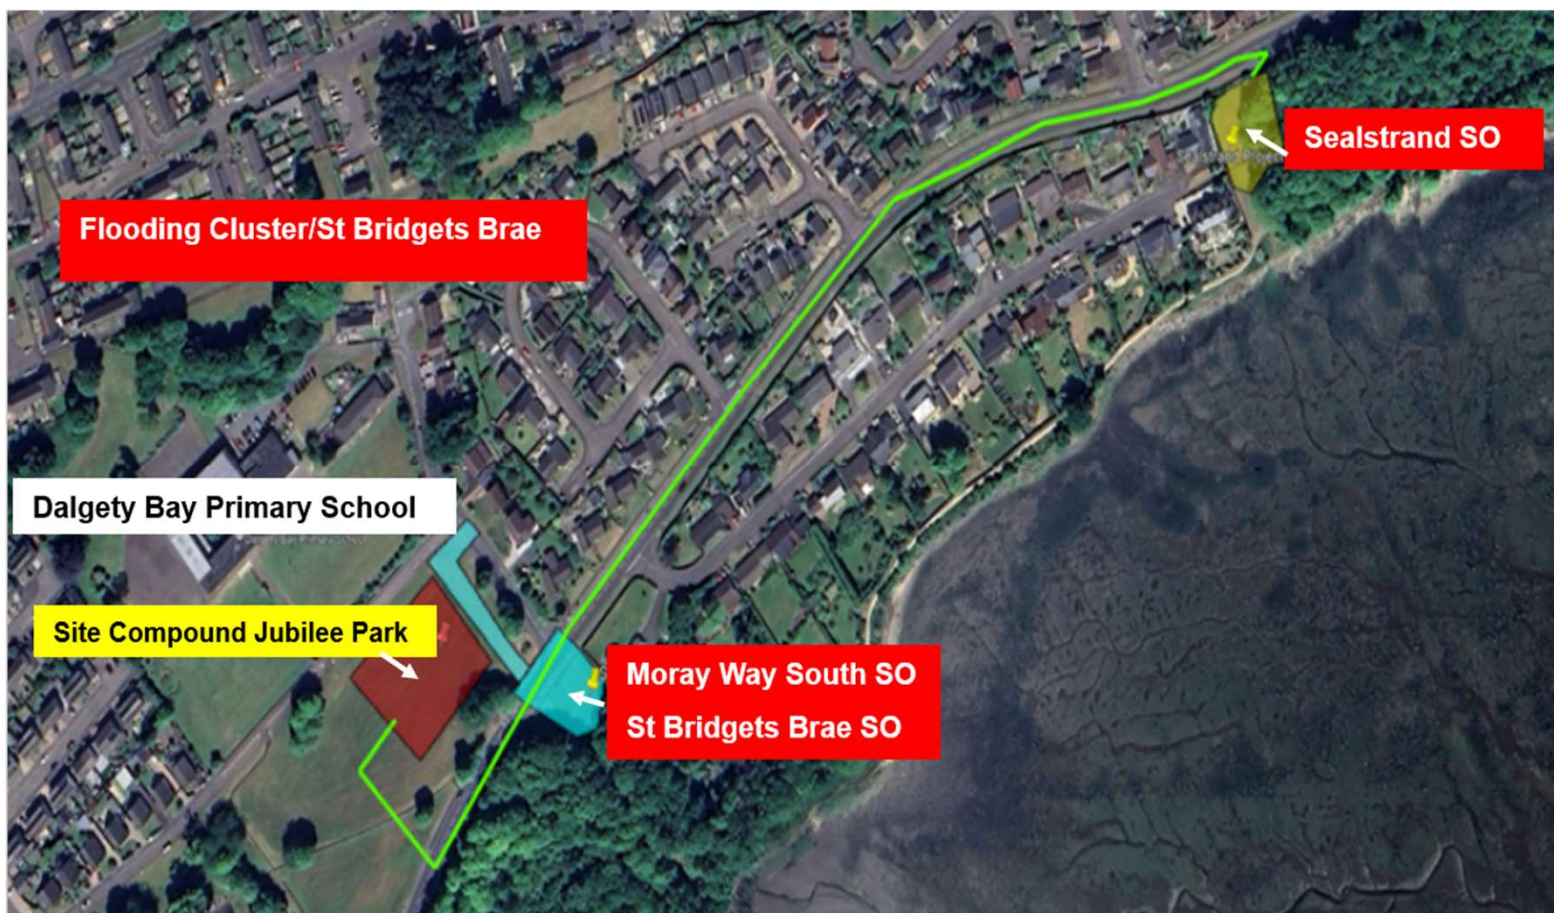 Sealstrand SO
Flooding Cluster/St Bridgets Brae
Dalgety Bay Primary School
Site Compound Jubilee Park
Moray Way South SO
St Bridgets Brae SO